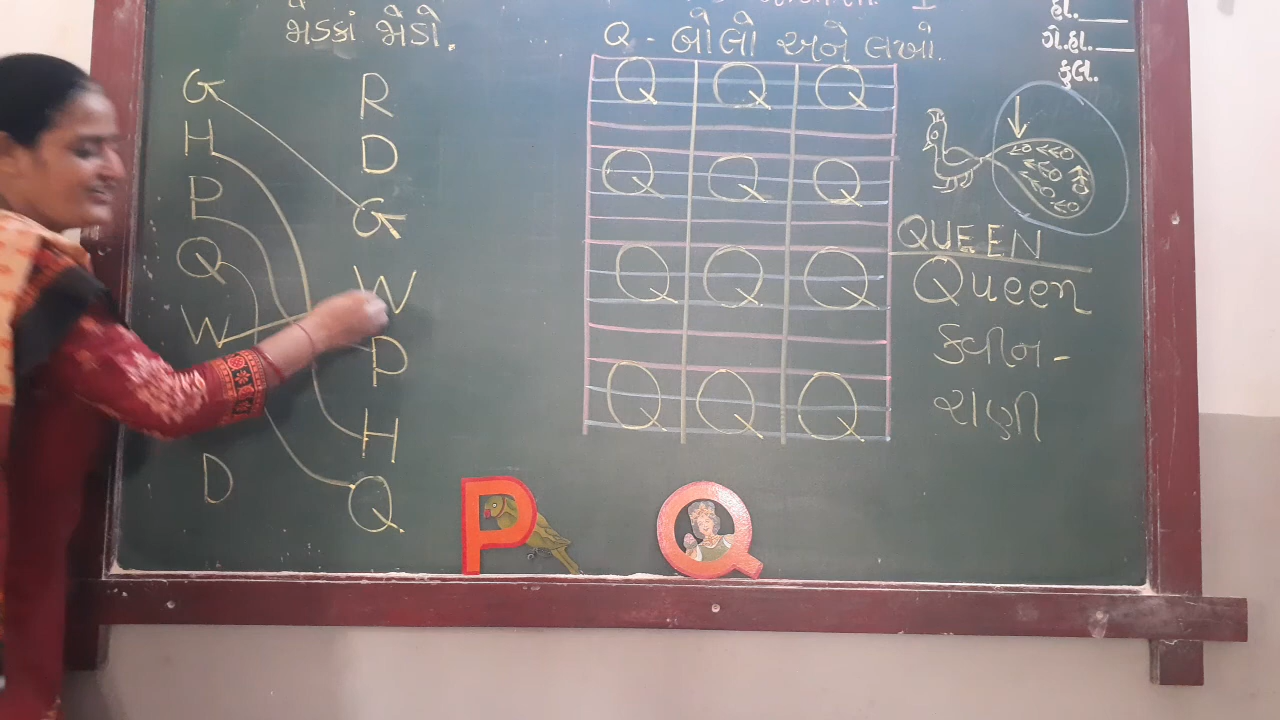 ભડકાં જોડો.
G R
H D
P G
Q W
W P
H
D Q
Q - બોલો અને લખો.
Q Q Q
Q Q Q
Q Q Q
Q Q Q
હા.
ગે.હા.
કુલ.
QUEEN
Queen
ક્વીન -
રાણી
P Q